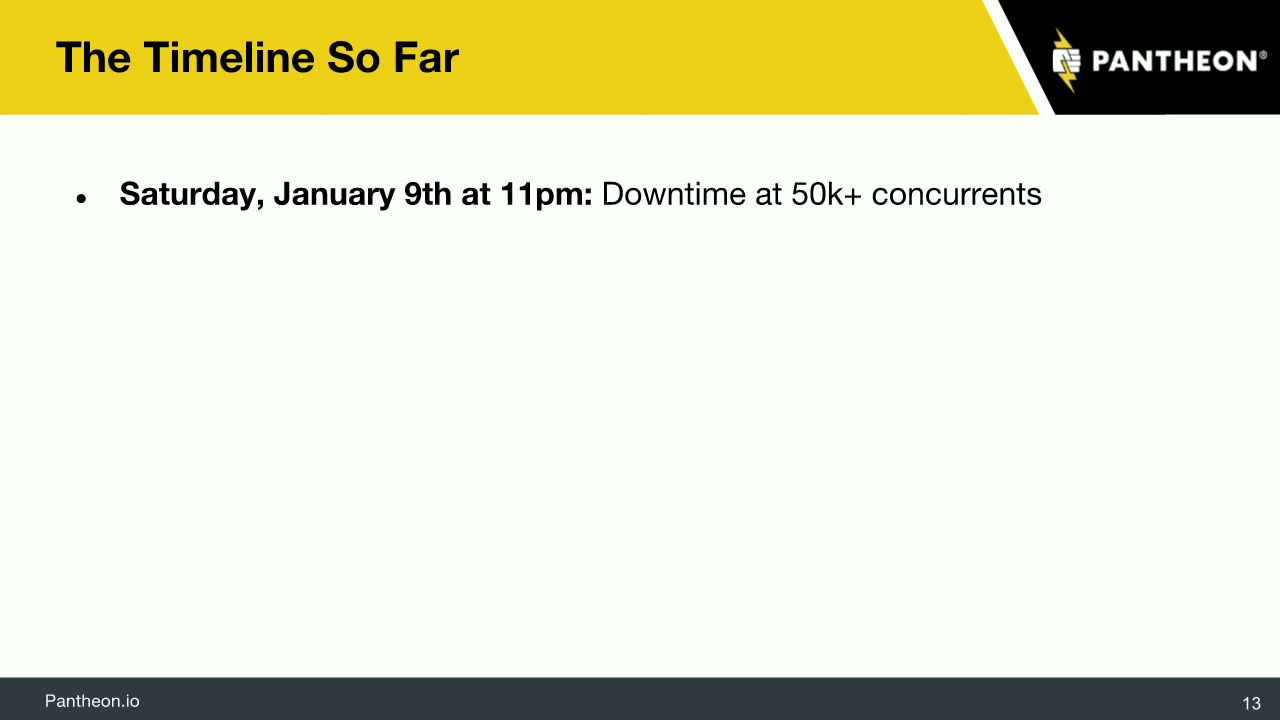 The Timeline So Far
PANTHEON®
● Saturday, January 9th at 11pm: Downtime at 50k+ concurrents
Pantheon.io
13